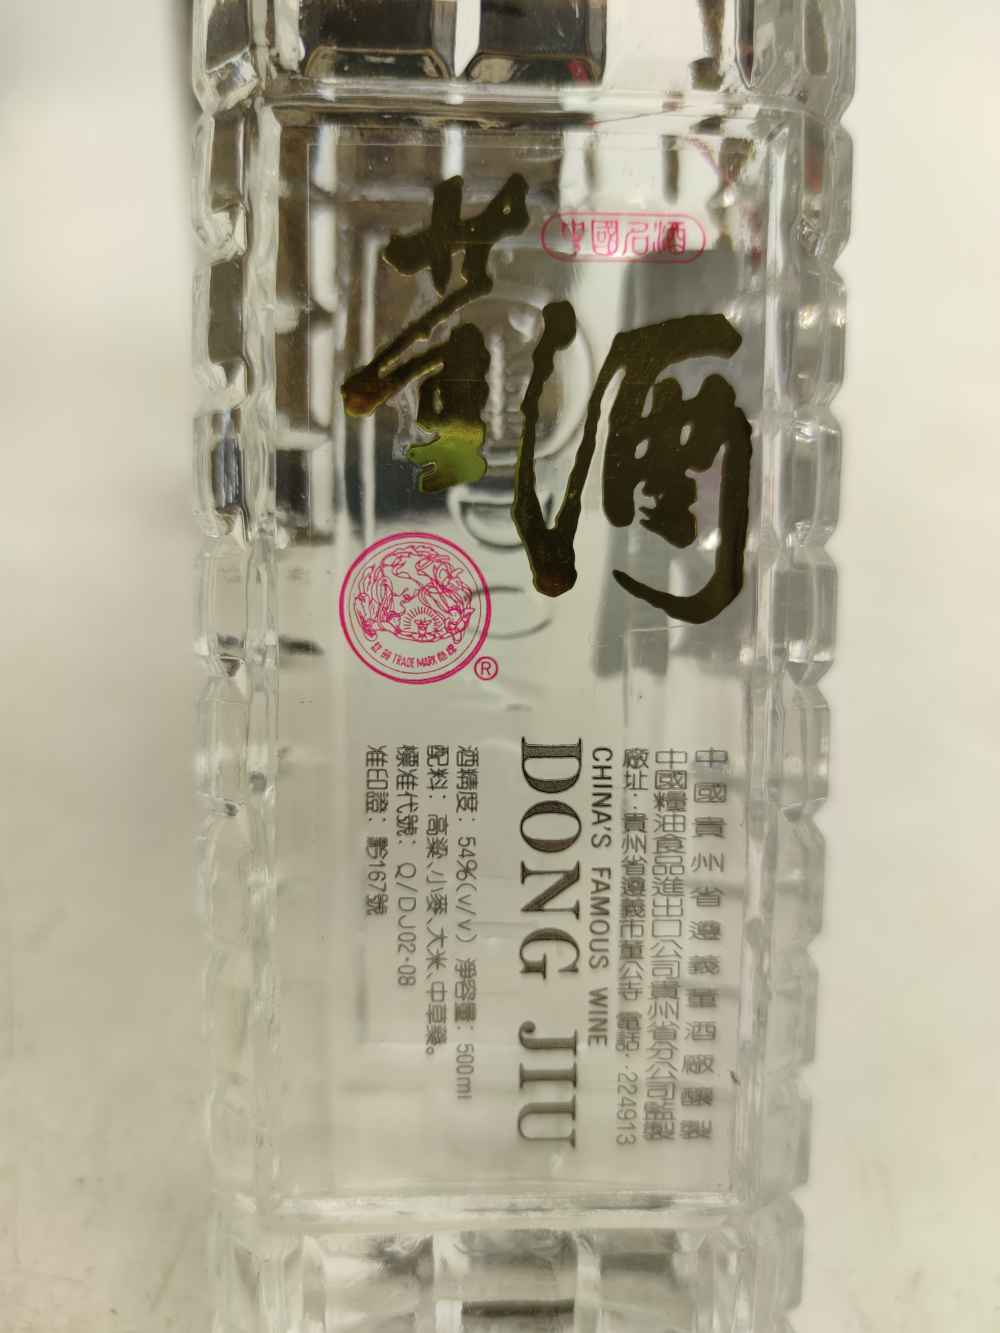 中國名酒
董酒
TRADE MARK
®
中國貴州省遵義董酒廠釀製
中國糧油食品進出口公司貴州省分公司監製
廠址：貴州省遵義市董公寺 電話：224913
CHINA'S FAMOUS WINE
DONG JIU
酒精度：54%(v/v) 淨容量：500ml
配料：高粱、小麥、大米、中草藥。
標准代號：Q/DJ02·08
准印證：黔167號